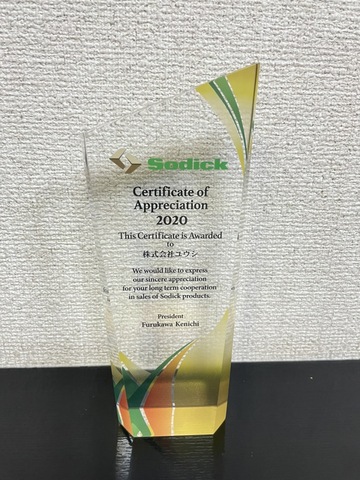 Sodick
Certificate of
Appreciation
2020
This Certificate is Awarded
to
株式会社ユウシ
We would like to express
our sincere appreciation
for your long term cooperation
in sales of Sodick products.
President
Furukawa Kenichi